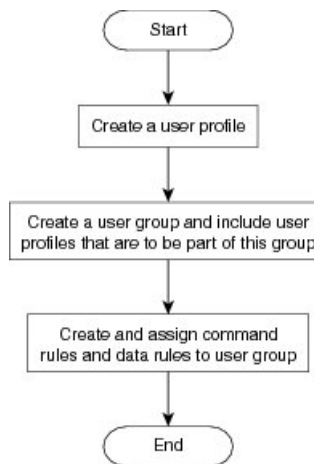 Start
Create a user profile
Create a user group and include user
profiles that are to be part of this group
Create and assign command
rules and data rules to user group
End